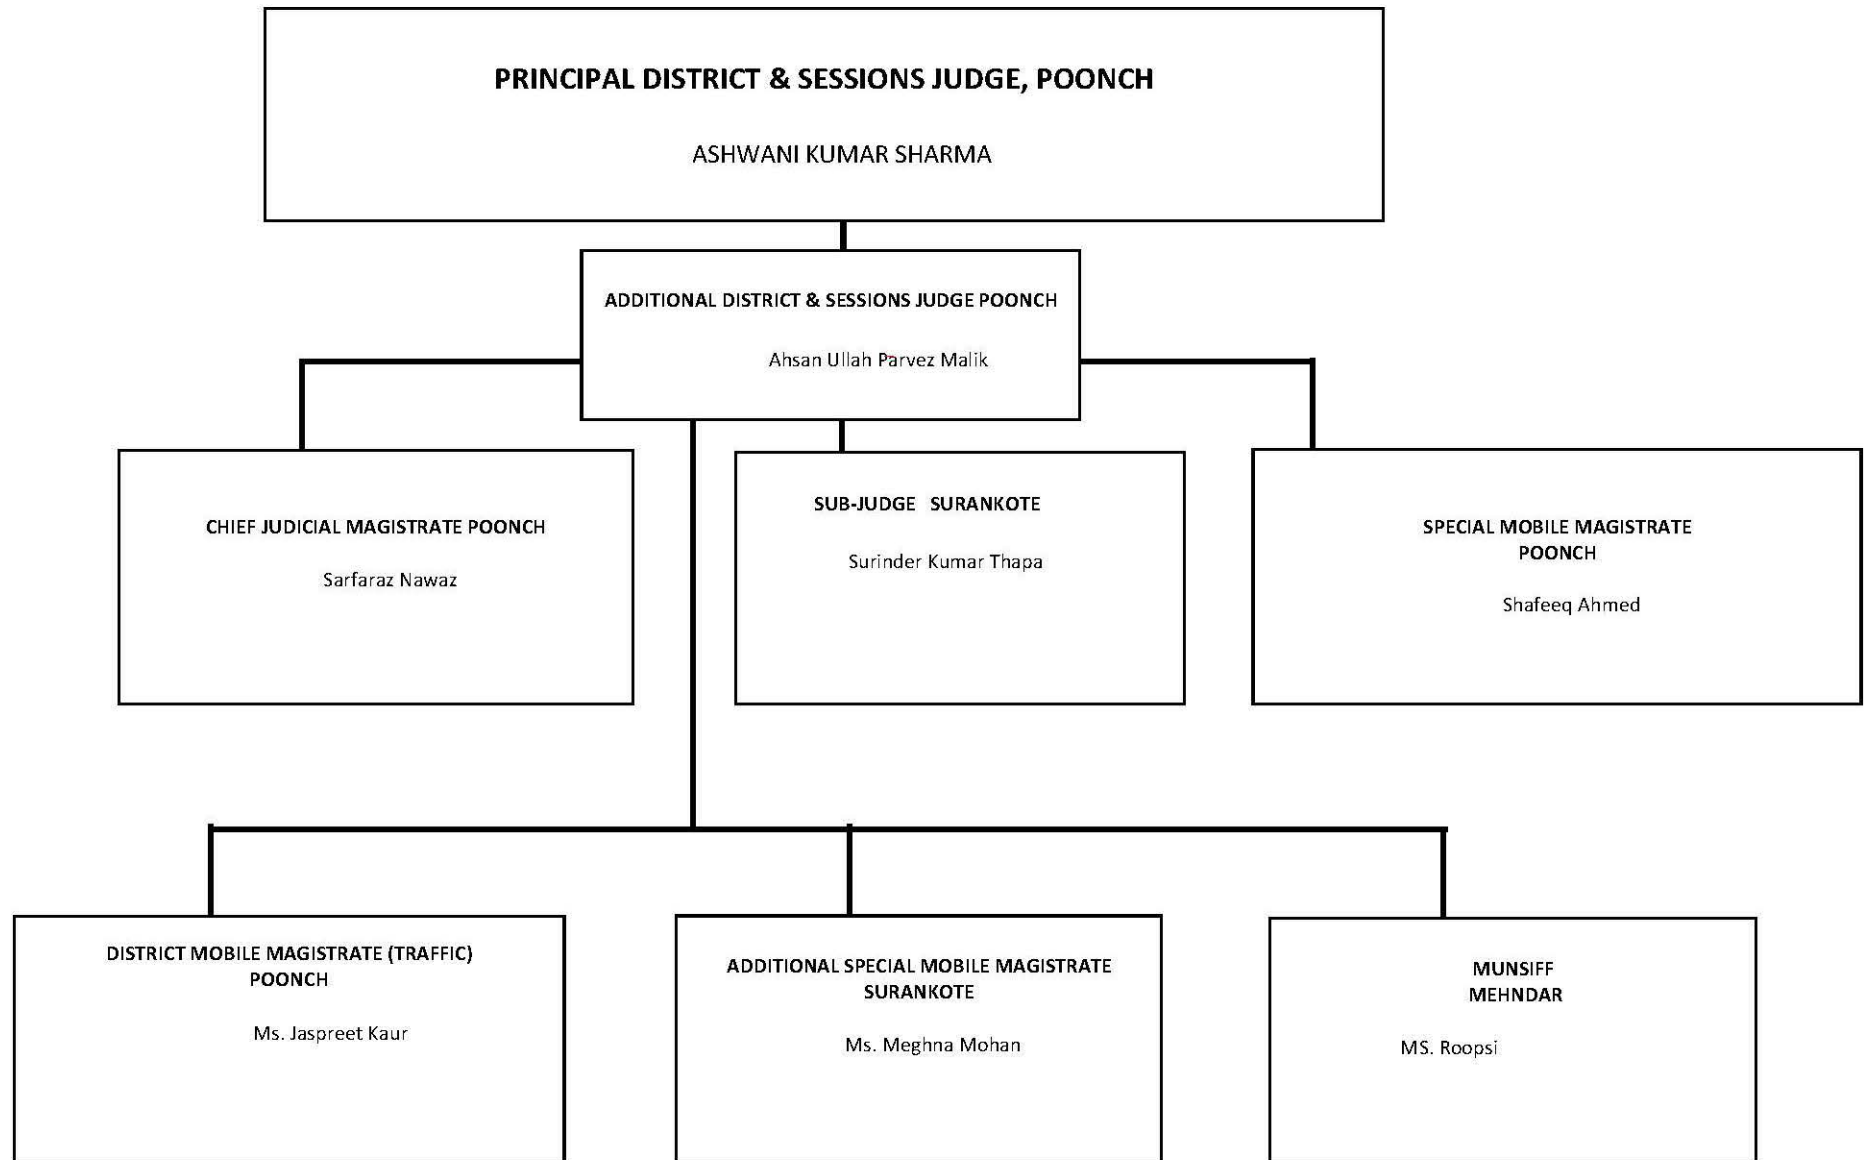 PRINCIPAL DISTRICT & SESSIONS JUDGE, POONCH
ASHWANI KUMAR SHARMA
ADDITIONAL DISTRICT & SESSIONS JUDGE POONCH
Ahsan Ullah Parvez Malik
CHIEF JUDICIAL MAGISTRATE POONCH
Sarfaraz Nawaz
SUB-JUDGE SURANKOTE
Surinder Kumar Thapa
SPECIAL MOBILE MAGISTRATE
POONCH
Shafeeq Ahmed
DISTRICT MOBILE MAGISTRATE (TRAFFIC)
POONCH
Ms. Jaspreet Kaur
ADDITIONAL SPECIAL MOBILE MAGISTRATE
SURANKOTE
Ms. Meghna Mohan
MUNSIFF
MEHNDAR
MS. Roopsi